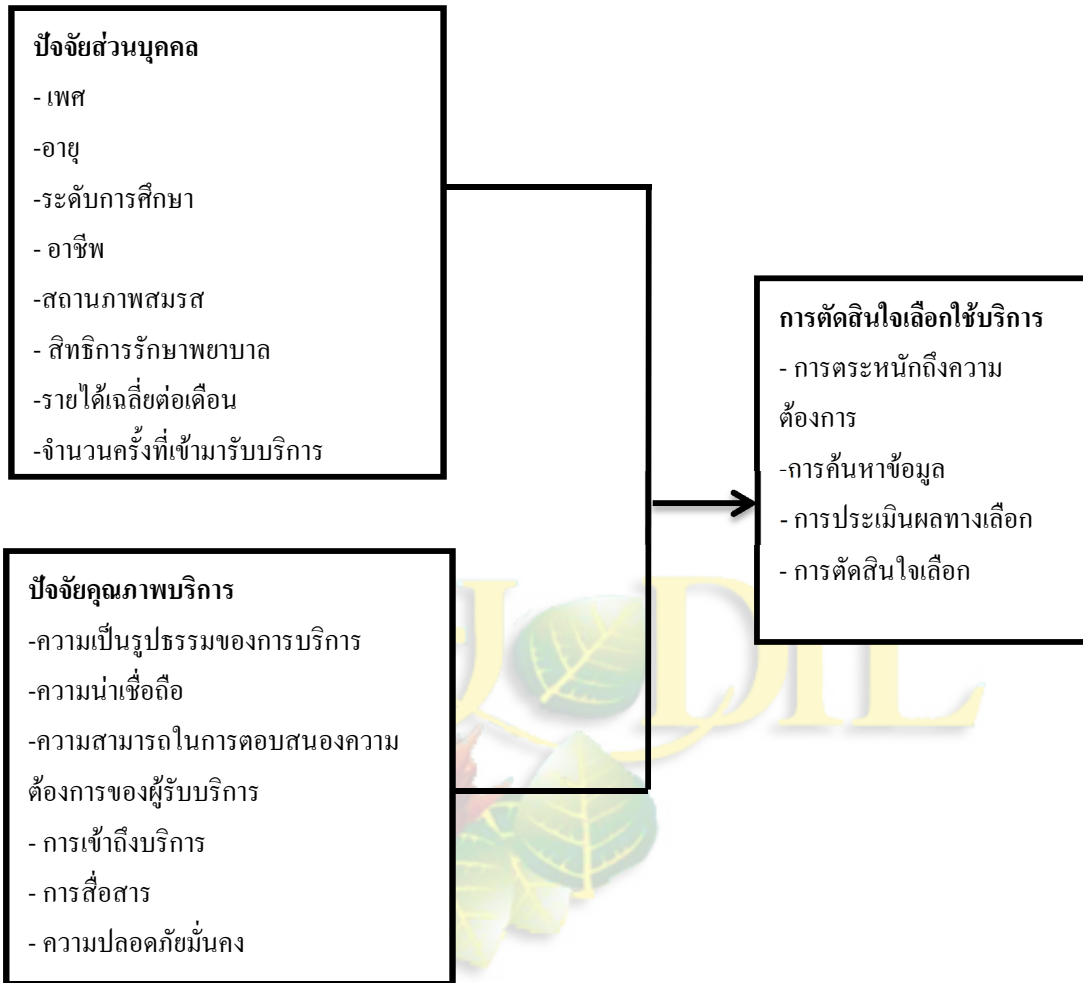 ปัจจัยส่วนบุคคล
- เพศ
-อายุ
-ระดับการศึกษา
- อาชีพ
-สถานภาพสมรส
- สิทธิการรักษาพยาบาล
-รายได้เฉลี่ยต่อเดือน
-จำนวนครั้งที่เข้ามารับบริการ
การตัดสินใจเลือกใช้บริการ
- การตระหนักถึงความ
ต้องการ
-การค้นหาข้อมูล
- การประเมินผลทางเลือก
- การตัดสินใจเลือก
ปัจจัยคุณภาพบริการ
-ความเป็นรูปธรรมของการบริการ
-ความน่าเชื่อถือ
-ความสามารถในการตอบสนองความ
ต้องการของผู้รับบริการ
- การเข้าถึงบริการ
- การสื่อสาร
- ความปลอดภัยมั่นคง